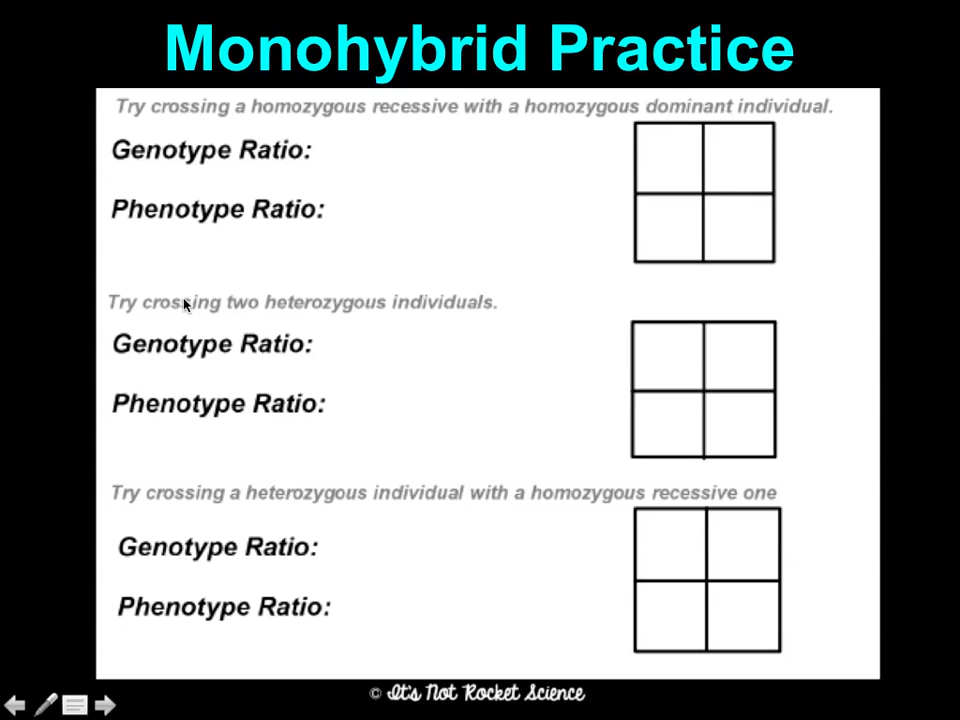 Monohybrid Practice
Try crossing a homozygous recessive with a homozygous dominant individual.
Genotype Ratio:
Phenotype Ratio:
Try crossing two heterozygous individuals.
Genotype Ratio:
Phenotype Ratio:
Try crossing a heterozygous individual with a homozygous recessive one
Genotype Ratio:
Phenotype Ratio:
© It's Not Rocket Science